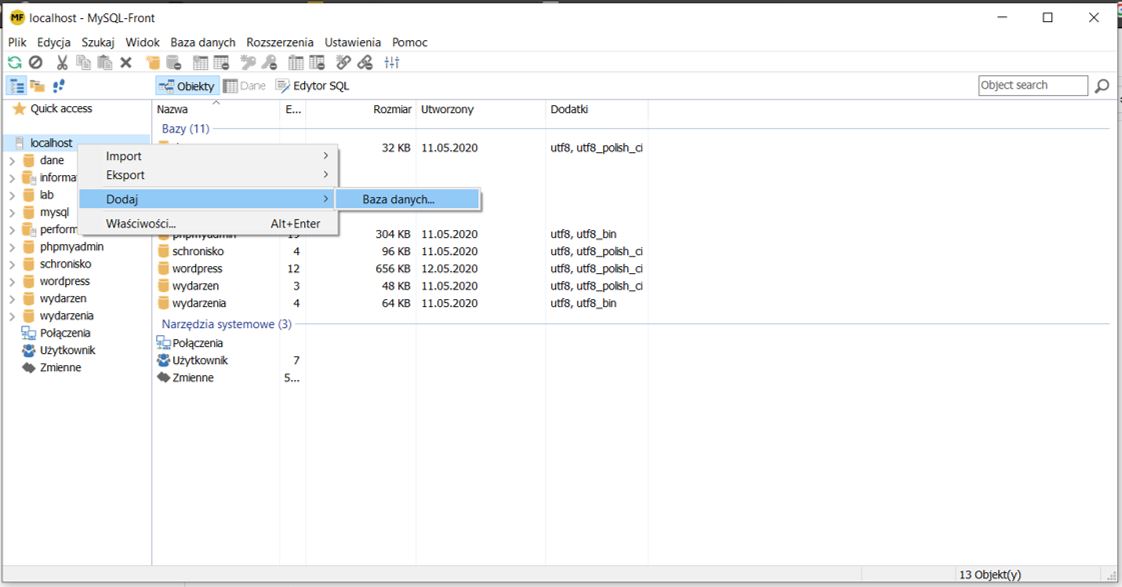 MF localhost - MySQL-Front
Plik Edycja Szukaj Widok Baza danych Rozszerzenia Ustawienia Pomoc
Obiekty Dane Edytor SQL Object search
Quick access
Nazwa E... Rozmiar Utworzony Dodatki
Bazy (11)
localhost
32 KB 11.05.2020 utf8, utf8_polish_ci
Import
Eksport
Dodaj
Baza danych...
Właściwości... Alt+Enter
dane
informa
lab
mysql
perform
phpmyadmin
schronisko
wordpress
wydarzen
wydarzenia
Połączenia
Użytkownik
Zmienne
phpmyadmin 19 304 KB 11.05.2020 utf8, utf8_bin
schronisko 4 96 KB 11.05.2020 utf8, utf8_polish_ci
wordpress 12 656 KB 12.05.2020 utf8, utf8_polish_ci
wydarzen 3 48 KB 11.05.2020 utf8, utf8_polish_ci
wydarzenia 4 64 KB 11.05.2020 utf8, utf8_bin
Narzędzia systemowe (3)
Połączenia
Użytkownik 7
Zmienne 5...
13 Objekt(y)